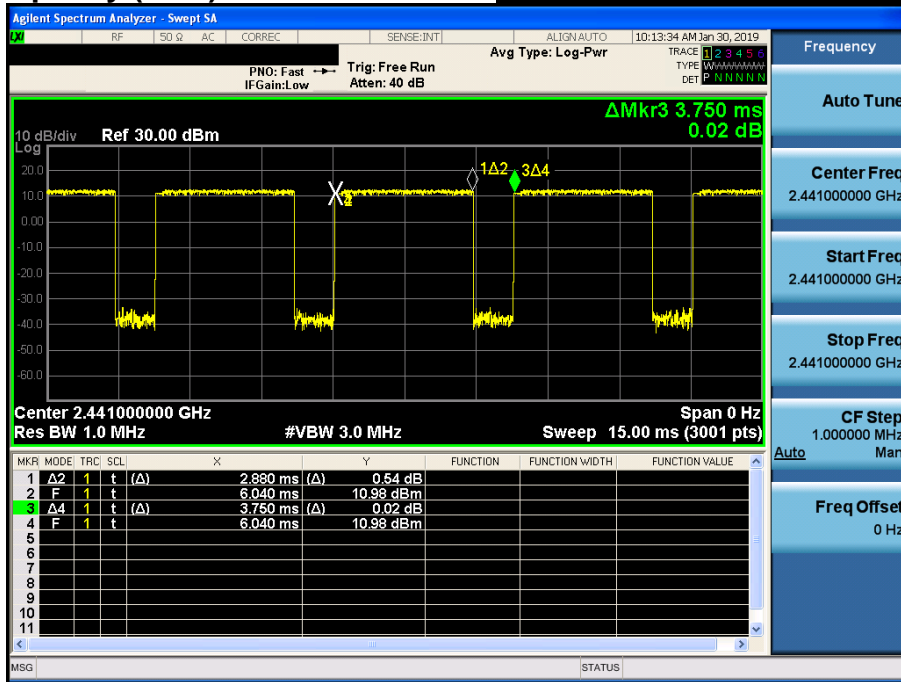 Agilent Spectrum Analyzer - Swept SA
LXI RF 50 Ω AC CORREC SENSE:INT ALIGN AUTO 10:13:34 AM Jan 30, 2019
PNO: Fast
IFGain:Low
Trig: Free Run
Atten: 40 dB
Avg Type: Log-Pwr
TRACE 1 2 3 4 5 6
TYPE
DET P N N N N N
ΔMkr3 3.750 ms
0.02 dB
10 dB/div Ref 30.00 dBm
Log
1Δ2 3Δ4
20.0
10.0
0.00
-10.0
-20.0
-30.0
-40.0
-50.0
-60.0
Center 2.441000000 GHz Span 0 Hz
Res BW 1.0 MHz #VBW 3.0 MHz Sweep 15.00 ms (3001 pts)
MKR MODE TRC SCL X Y FUNCTION FUNCTION WIDTH FUNCTION VALUE
1 Δ2 1 t (Δ) 2.880 ms (Δ) 0.54 dB
2 F 1 t 6.040 ms 10.98 dBm
3 Δ4 1 t (Δ) 3.750 ms (Δ) 0.02 dB
4 F 1 t 6.040 ms 10.98 dBm
5
6
7
8
9
10
11
MSG STATUS
Frequency
Auto Tune
Center Freq
2.441000000 GHz
Start Freq
2.441000000 GHz
Stop Freq
2.441000000 GHz
CF Step
1.000000 MHz
Auto Man
Freq Offset
0 Hz